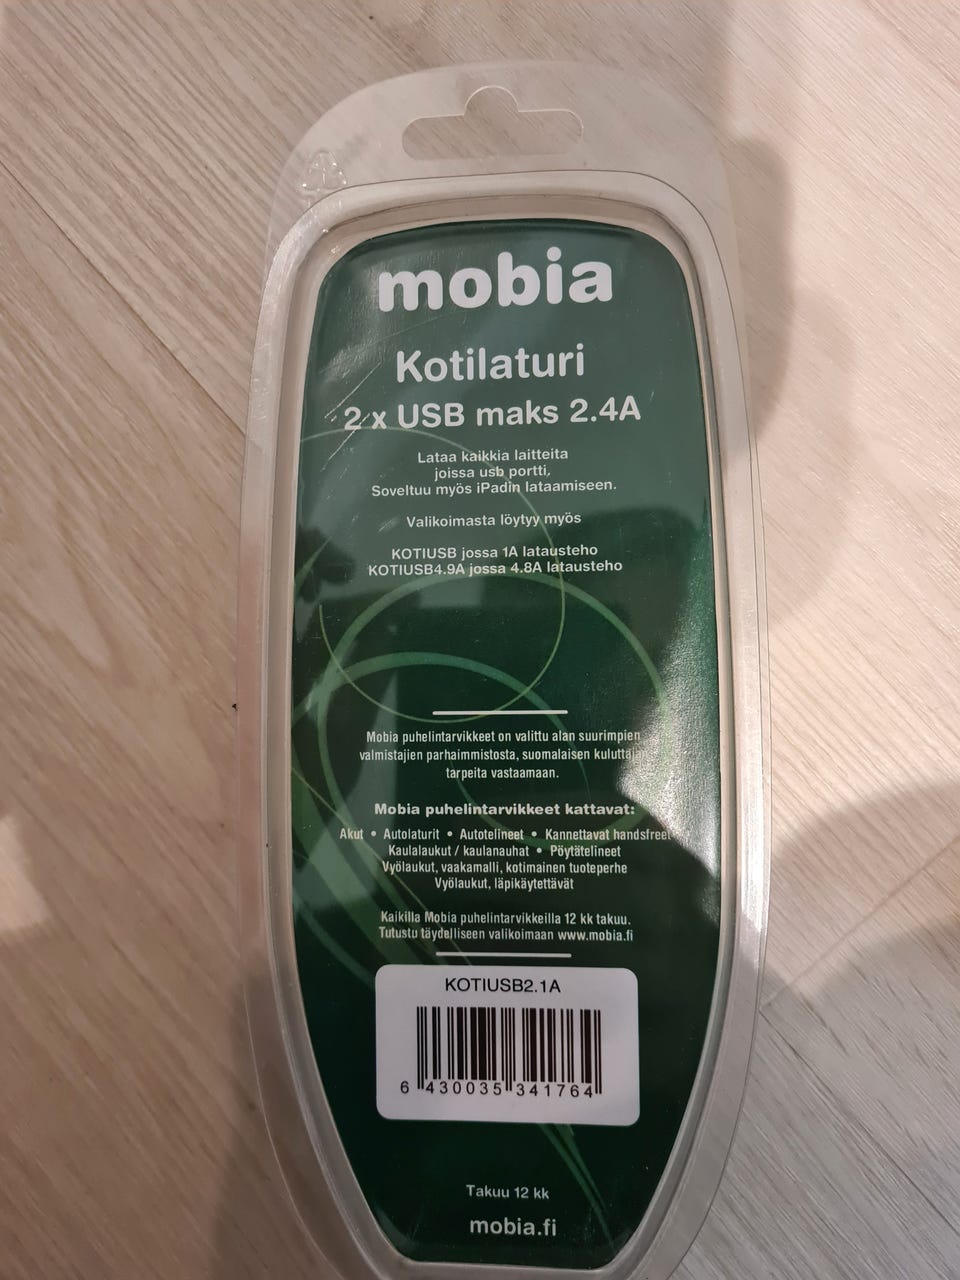 mobia
Kotilaturi
2 x USB maks 2.4A
Lataa kaikkia laitteita
joissa usb portti,
Soveltuu myös iPadin lataamiseen.
Valikoimasta löytyy myös
KOTIUSB jossa 1A latausteho
KOTIUSB4.9A jossa 4.8A latausteho
Mobia puhelintarvikkeet on valittu alan suurimpien
valmistajien parhaimmistosta, suomalaisen kuluttajan
tarpeita vastaamaan.
Mobia puhelintarvikkeet kattavat:
Akut • Autolaturit • Autotelineet • Kannettavat handsfreet
Kaulalaukut / kaulanauhat • Pöytätelineet
Vyölaukut, vaakamalli, kotimainen tuoteperhe
Vyölaukut, läpikäytettävät
Kaikilla Mobia puhelintarvikkeilla 12 kk takuu.
Tutustu täydelliseen valikoimaan www.mobia.fi
KOTIUSB2.1A
6 430035 341764
Takuu 12 kk
mobia.fi